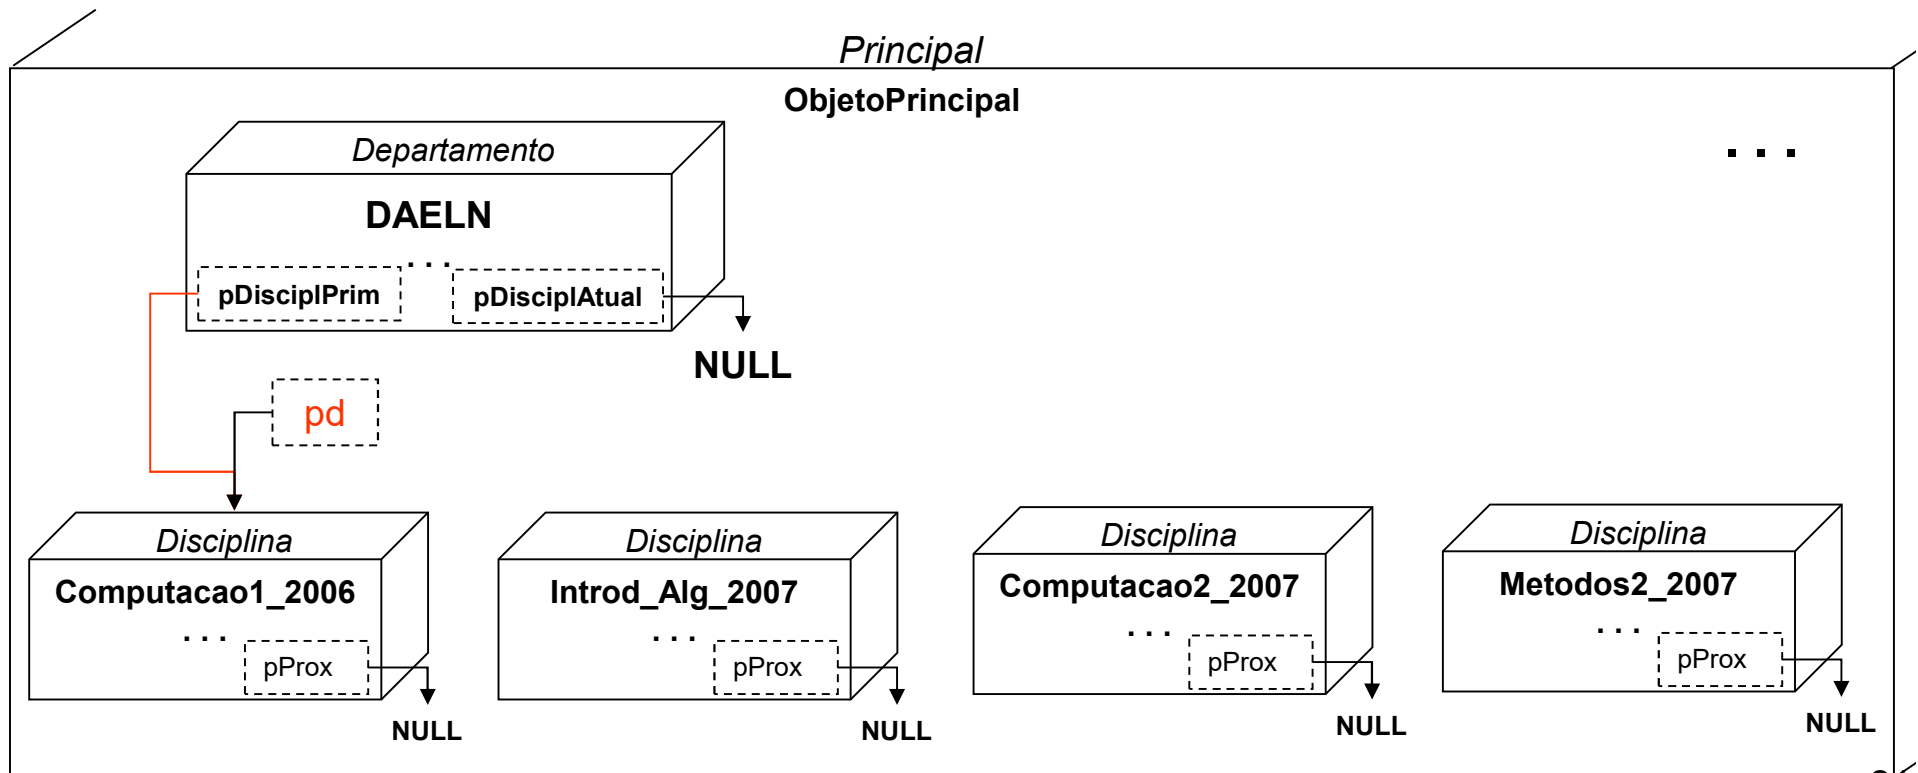 Principal
ObjetoPrincipal
Departamento
. . .
DAELN
. . .
pDisciplPrim
pDisciplAtual
NULL
pd
Disciplina
Computacao1_2006
. . .
pProx
NULL
Disciplina
Introd_Alg_2007
. . .
pProx
NULL
Disciplina
Computacao2_2007
. . .
pProx
NULL
Disciplina
Metodos2_2007
. . .
pProx
NULL